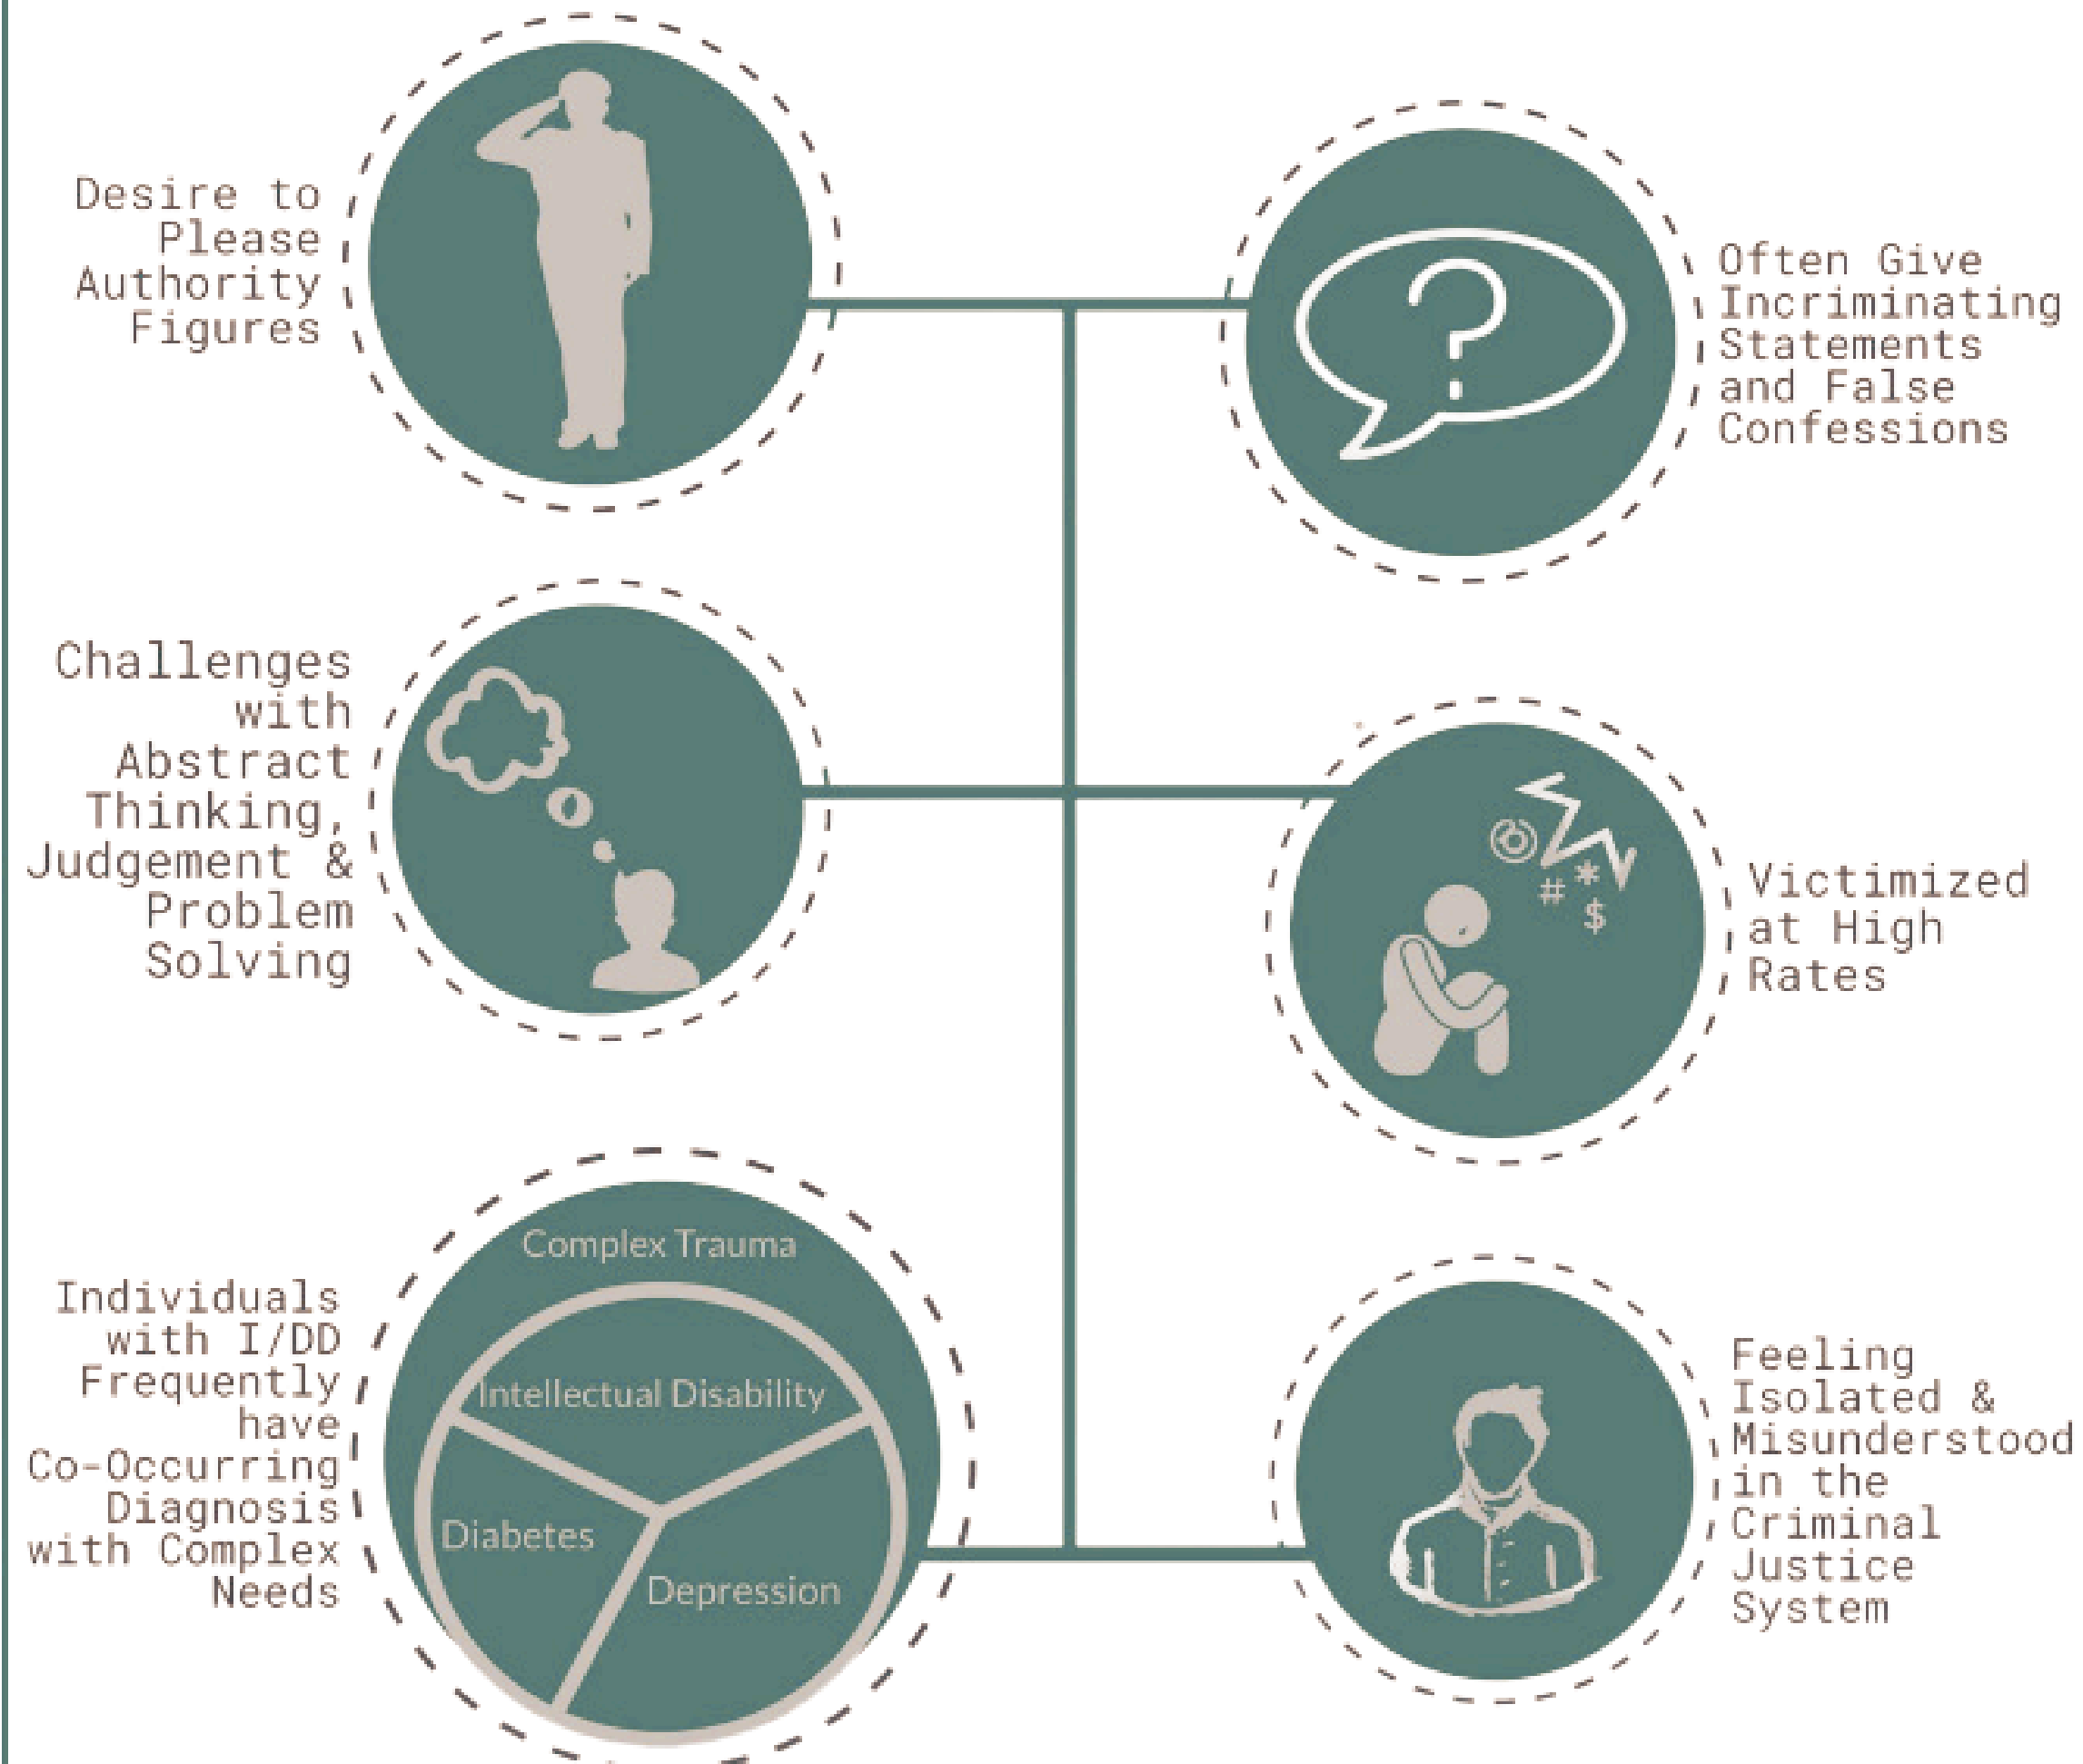 Desire to
Please
Authority
Figures
Often Give
Incriminating
Statements
and False
Confessions
Challenges
with
Abstract
Thinking,
Judgement &
Problem
Solving
@
# *
$
Victimized
at High
Rates
Individuals
with I/DD
Frequently
have
Co-Occurring
Diagnosis
with Complex
Needs
Complex Trauma
Intellectual Disability
Diabetes
Depression
Feeling
Isolated &
Misunderstood
in the
Criminal
Justice
System